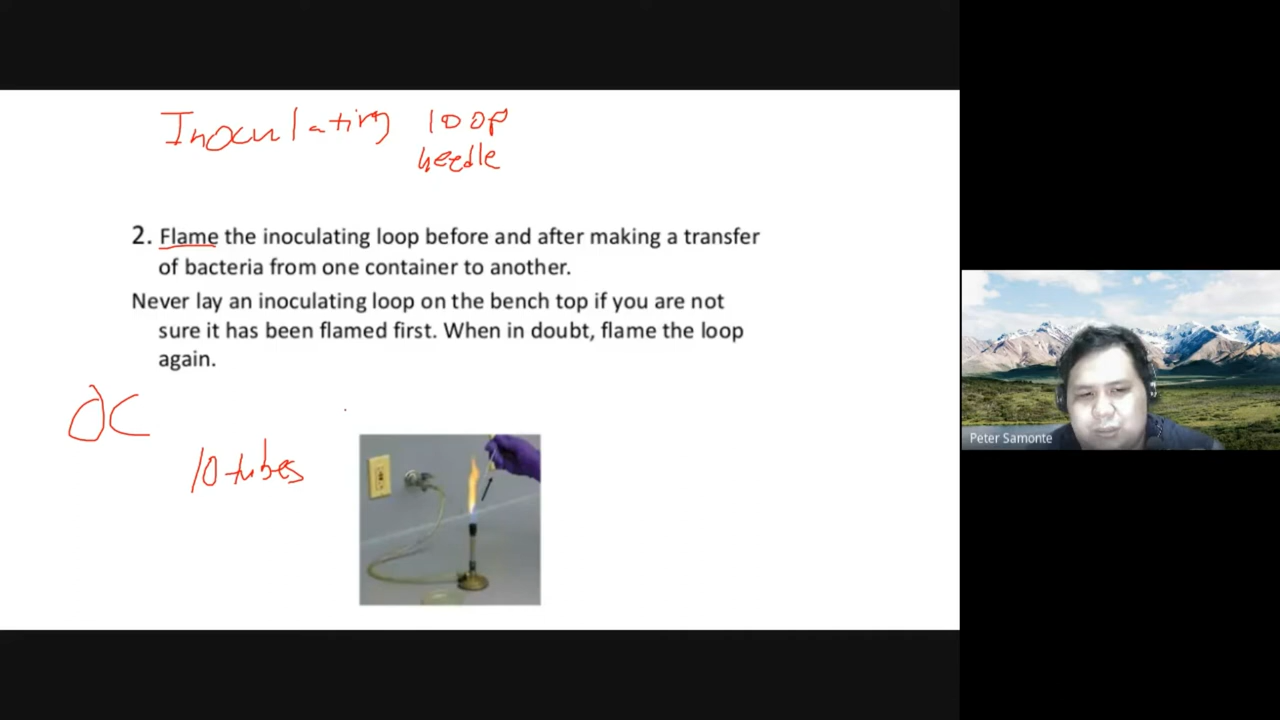 Inoculating loop
needle
2. Flame the inoculating loop before and after making a transfer
of bacteria from one container to another.
Never lay an inoculating loop on the bench top if you are not
sure it has been flamed first. When in doubt, flame the loop
again.
10 tubes
Peter Samonte